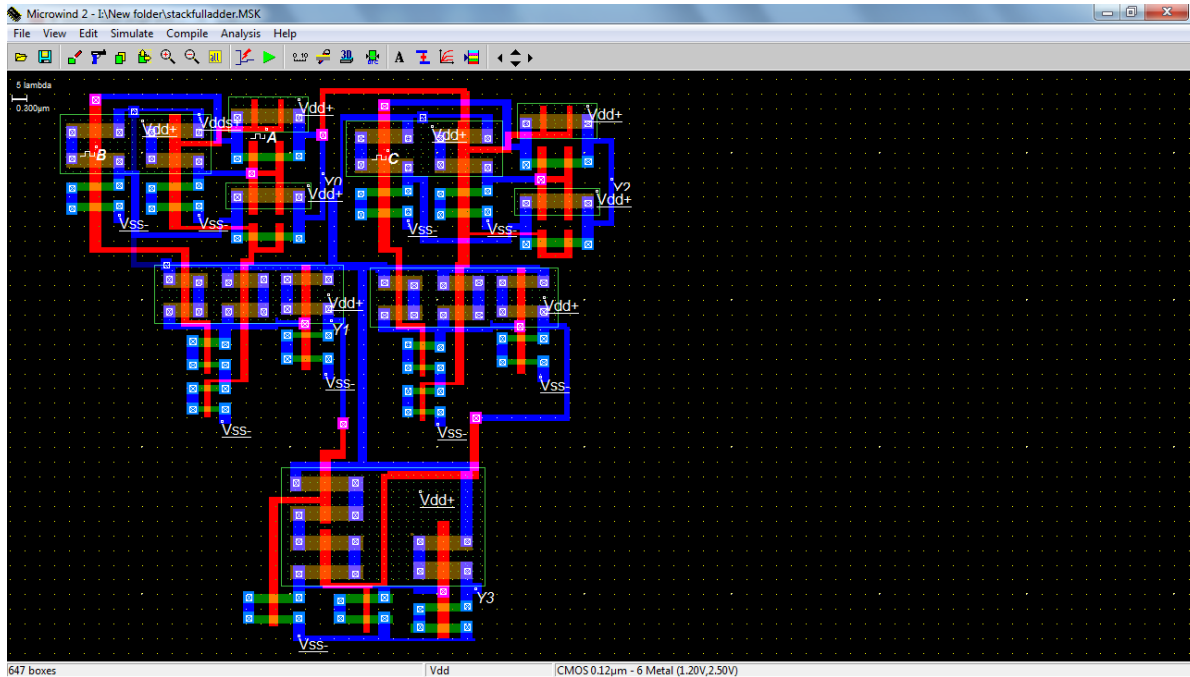 Microwind 2 - I:\New folder\stackfulladder.MSK
File View Edit Simulate Compile Analysis Help
5 lambda
0.300µm
Vdd+
Vdds+
Vdd+
A
B
Y0
Vdd+
Vss-
Vss-
Vdd+
Vdd+
C
Y2
Vdd+
Vss-
Vss-
Vdd+
Y1
Vss-
Vss-
Vdd+
Vss-
Vss-
Vdd+
Y3
Vss-
647 boxes
Vdd
CMOS 0.12µm - 6 Metal (1.20V,2.50V)